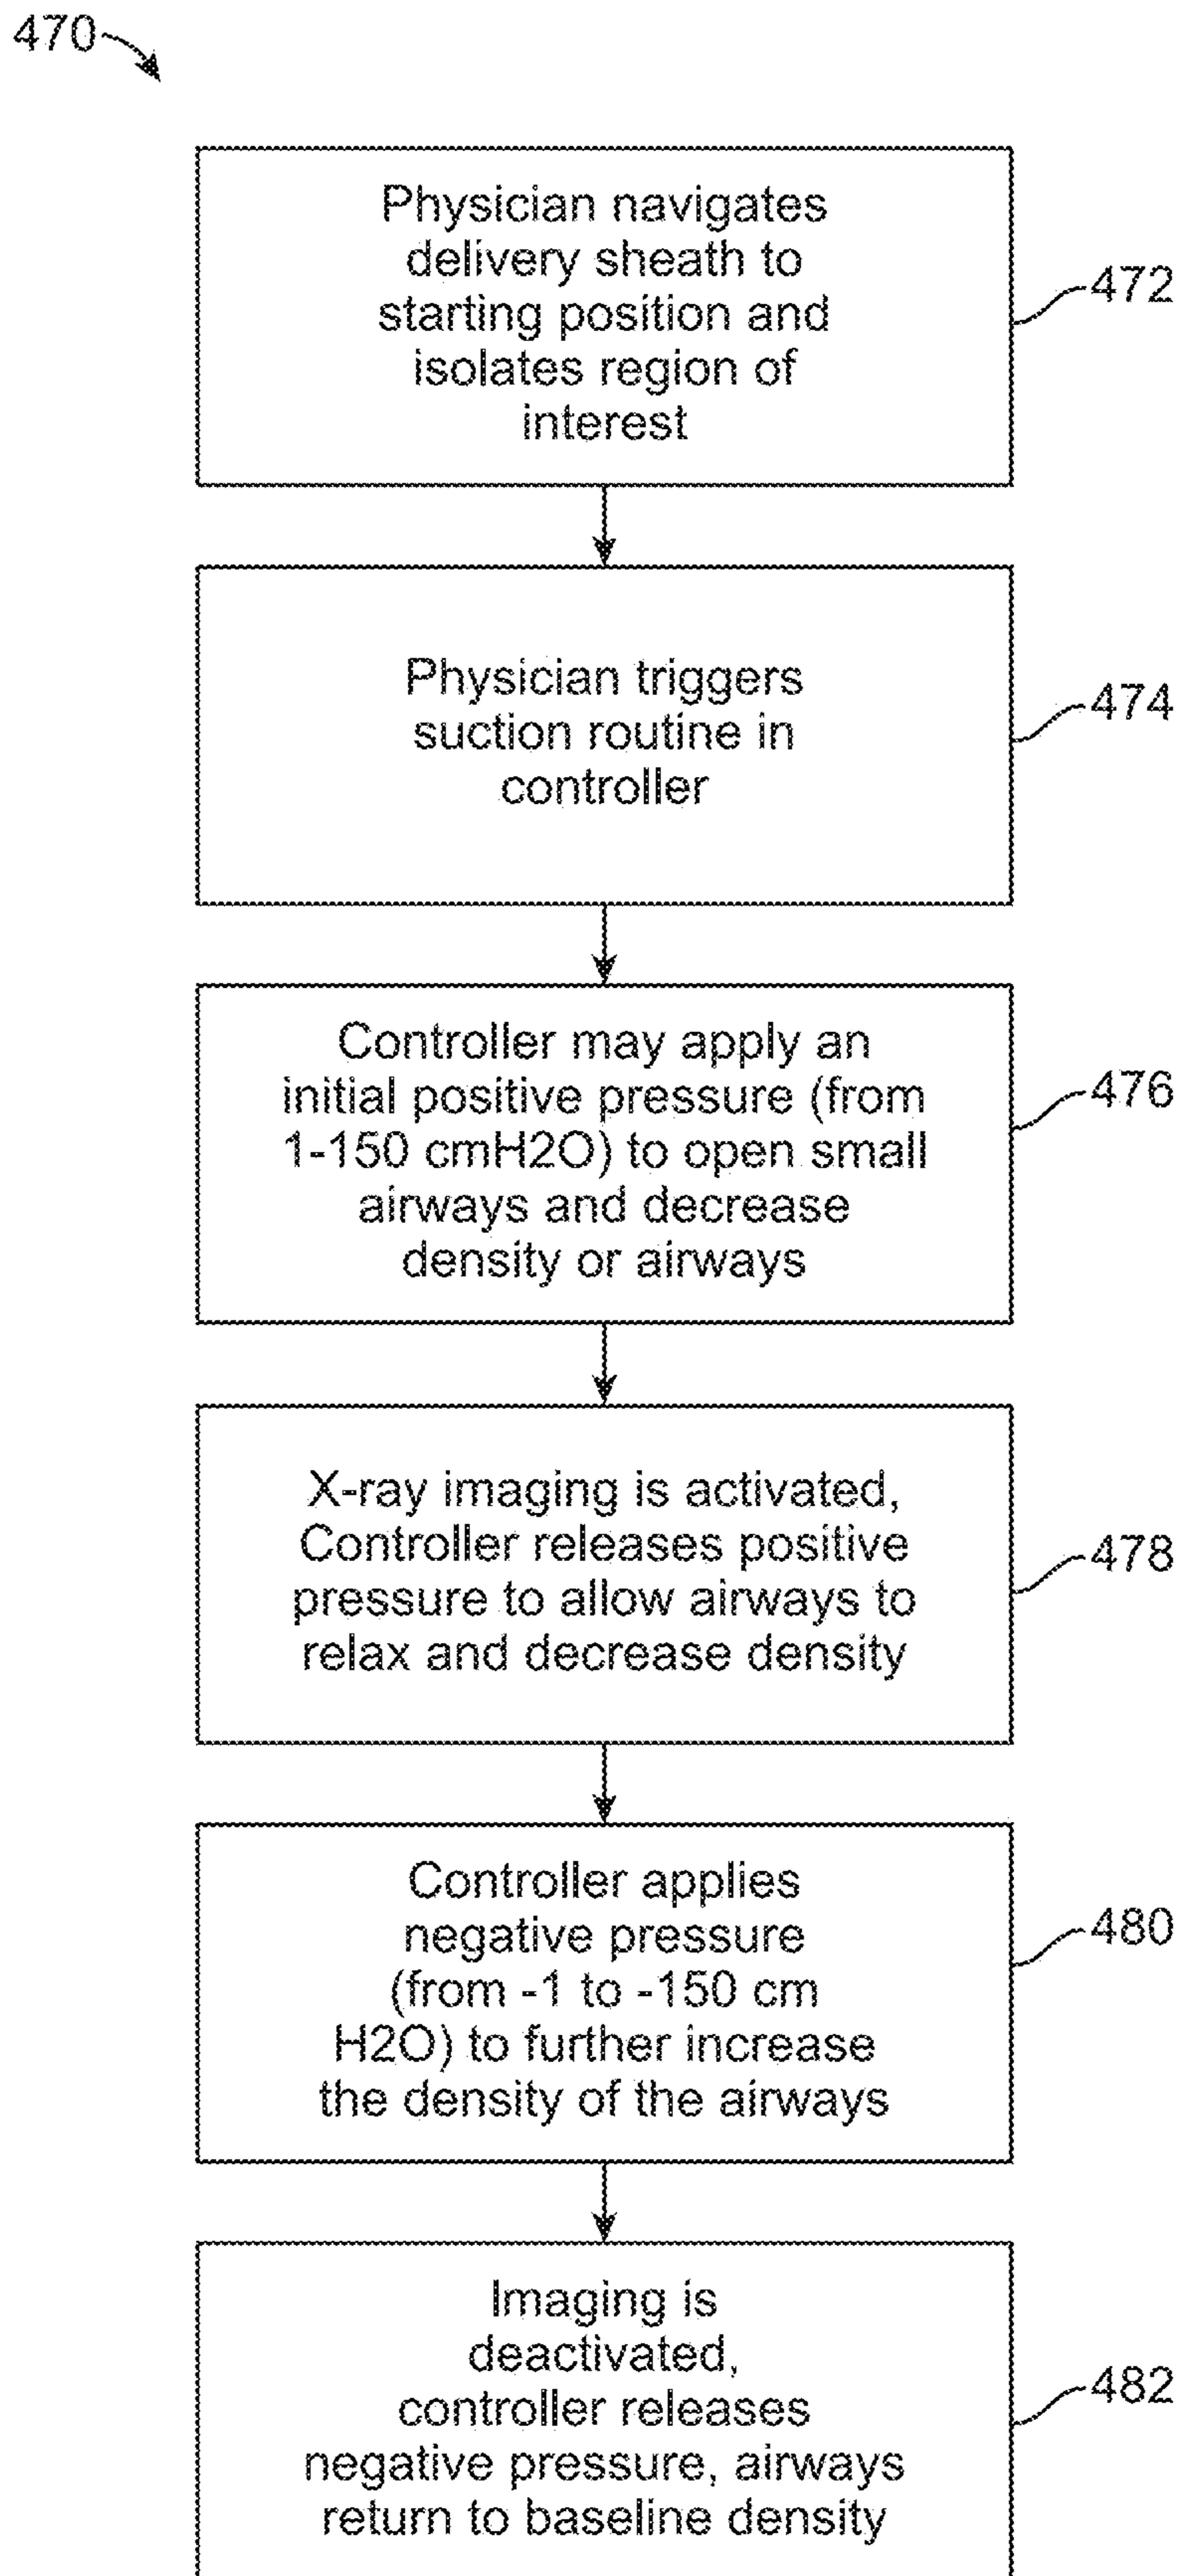 470
Physician navigates
delivery sheath to
starting position and
isolates region of
interest
472
Physician triggers
suction routine in
controller
474
Controller may apply an
initial positive pressure (from
1-150 cmH2O) to open small
airways and decrease
density or airways
476
X-ray imaging is activated,
Controller releases positive
pressure to allow airways to
relax and decrease density
478
Controller applies
negative pressure
(from -1 to -150 cm
H2O) to further increase
the density of the airways
480
Imaging is
deactivated,
controller releases
negative pressure, airways
return to baseline density
482